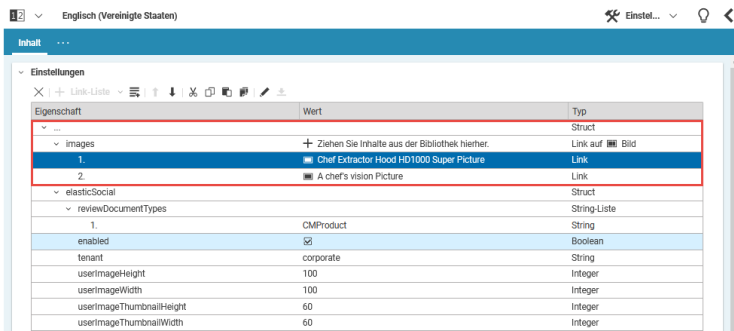 12 Englisch (Vereinigte Staaten) Einstel...
Inhalt ...
Einstellungen
Link-Liste
Eigenschaft Wert Typ
... Struct
images Ziehen Sie Inhalte aus der Bibliothek hierher. Link auf Bild
1. Chef Extractor Hood HD1000 Super Picture Link
2. A chef's vision Picture Link
elasticSocial Struct
reviewDocumentTypes String-Liste
1. CMProduct String
enabled Boolean
tenant corporate String
userImageHeight 100 Integer
userImageWidth 100 Integer
userImageThumbnailHeight 60 Integer
userImageThumbnailWidth 60 Integer